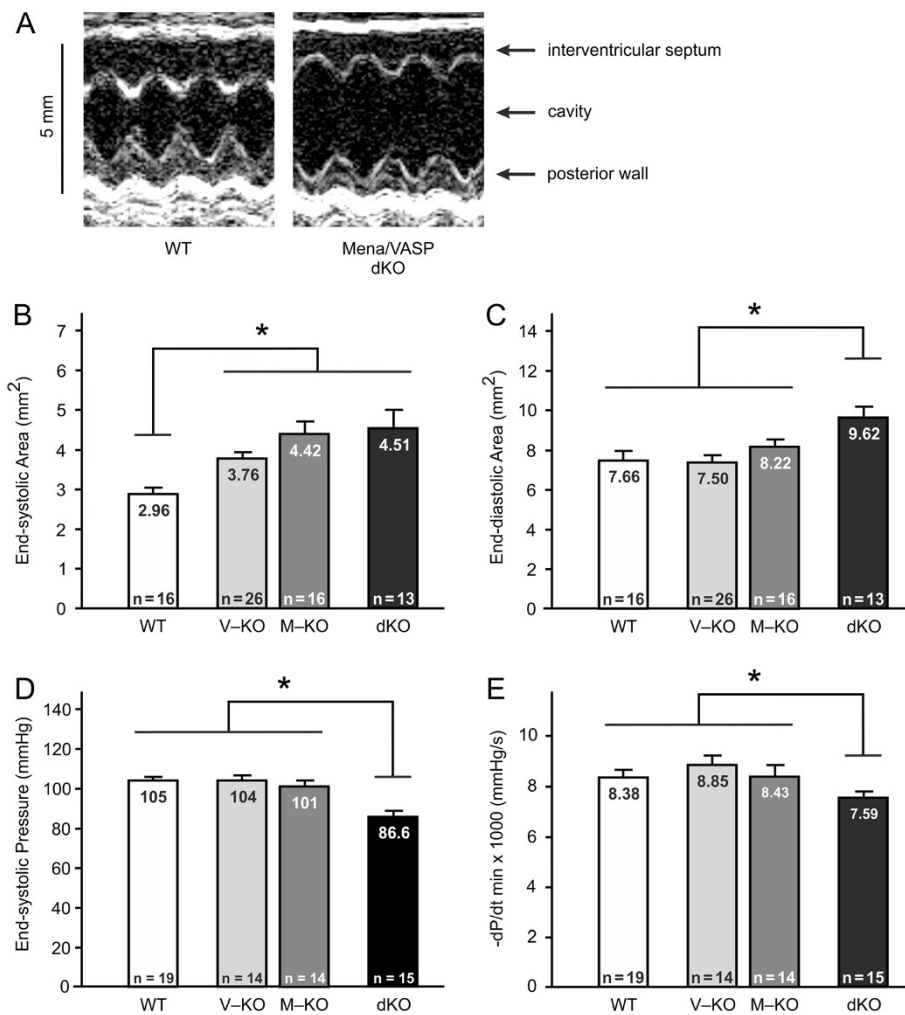 A
5 mm
interventricular septum
cavity
posterior wall
WT
Mena/VASP
dKO
B
End-systolic Area (mm²)
7
6
5
4
3
2
1
0
*
2.96
3.76
4.42
4.51
n = 16
n = 26
n = 16
n = 13
WT
V–KO
M–KO
dKO
C
End-diastolic Area (mm²)
14
12
10
8
6
4
2
0
*
7.66
7.50
8.22
9.62
n = 16
n = 26
n = 16
n = 13
WT
V–KO
M–KO
dKO
D
End-systolic Pressure (mmHg)
140
120
100
80
60
40
20
0
*
105
104
101
86.6
n = 19
n = 14
n = 14
n = 15
WT
V–KO
M–KO
dKO
E
-dP/dt min x 1000 (mmHg/s)
10
8
6
4
2
0
*
8.38
8.85
8.43
7.59
n = 19
n = 14
n = 14
n = 15
WT
V–KO
M–KO
dKO